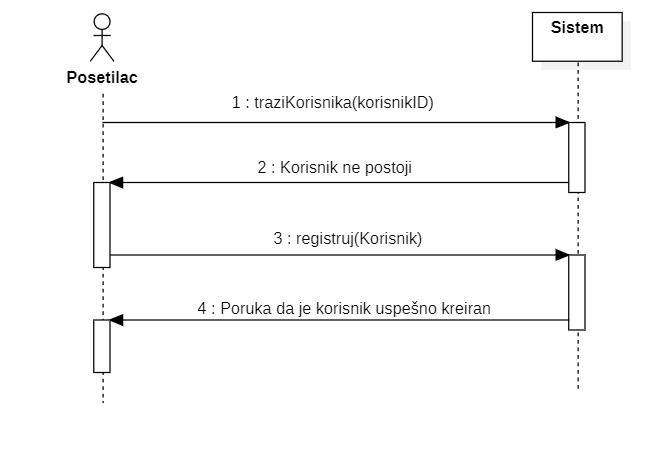 Posetilac
Sistem
1 : traziKorisnika(korisnikID)
2 : Korisnik ne postoji
3 : registruj(Korisnik)
4 : Poruka da je korisnik uspešno kreiran